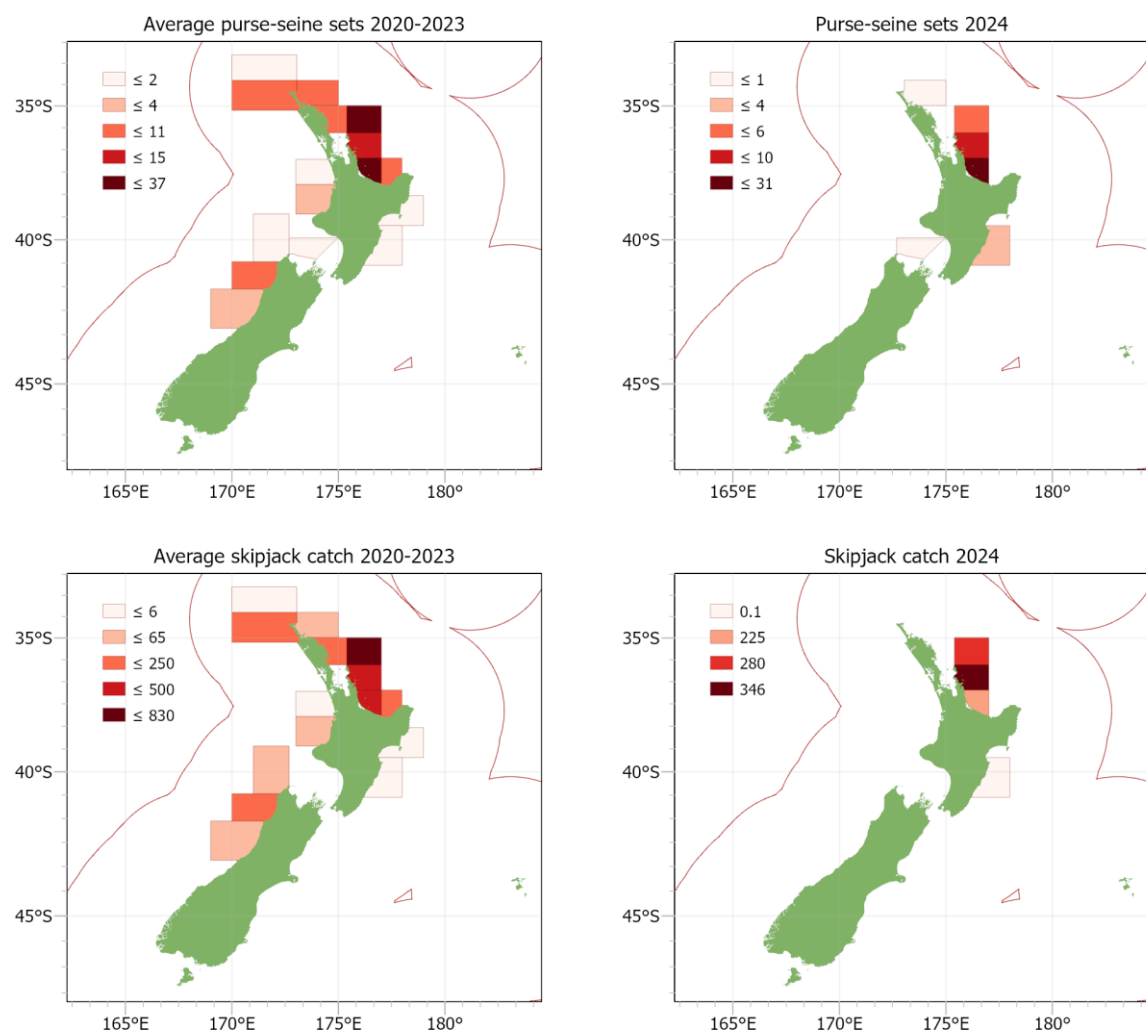 Average purse-seine sets 2020-2023
≤ 2
≤ 4
≤ 11
≤ 15
≤ 37
35°S
40°S
45°S
165°E
170°E
175°E
180°
Purse-seine sets 2024
≤ 1
≤ 4
≤ 6
≤ 10
≤ 31
35°S
40°S
45°S
165°E
170°E
175°E
180°
Average skipjack catch 2020-2023
≤ 6
≤ 65
≤ 250
≤ 500
≤ 830
35°S
40°S
45°S
165°E
170°E
175°E
180°
Skipjack catch 2024
0.1
225
280
346
35°S
40°S
45°S
165°E
170°E
175°E
180°